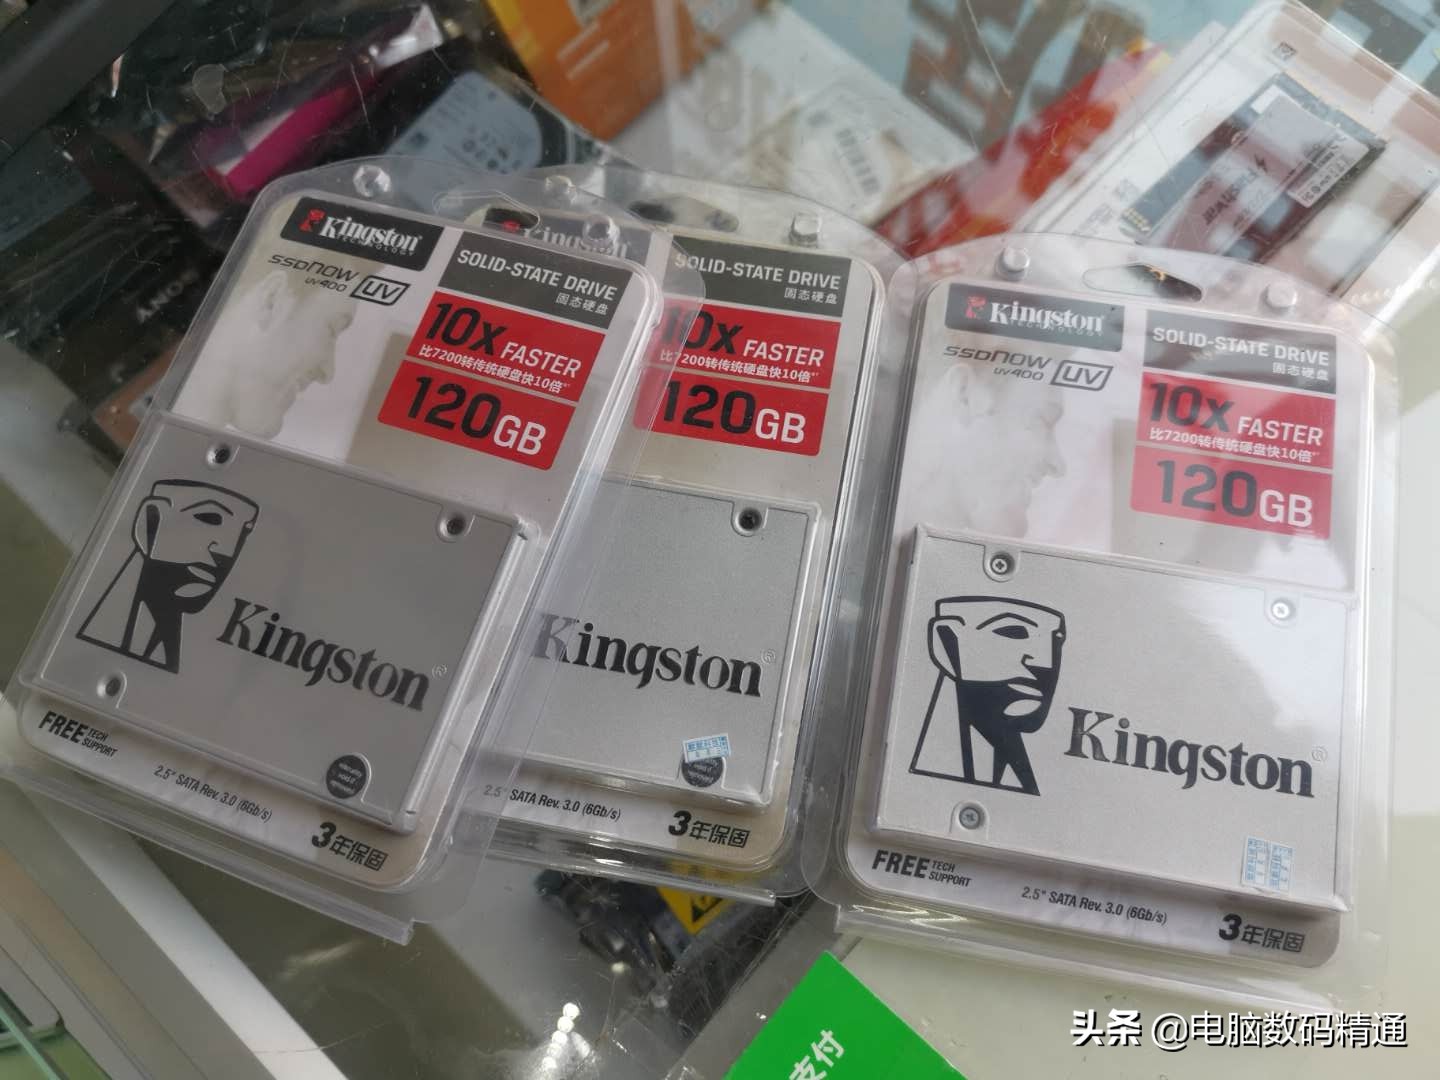 Kingston
TECHNOLOGY
SSDNOW
UV400 UV
SOLID-STATE DRIVE
固态硬盘
10X FASTER
比7200转传统硬盘快10倍
120GB
Kingston®
FREE TECH SUPPORT
2.5" SATA Rev. 3.0 (6Gb/s)
3年保固
Kingston
SOLID-STATE DRIVE
固态硬盘
10X FASTER
比7200转传统硬盘快10倍
120GB
Kingston®
2.5" SATA Rev. 3.0 (6Gb/s)
3年保固
Kingston
TECHNOLOGY
SSDNOW
UV400 UV
SOLID-STATE DRIVE
固态硬盘
10X FASTER
比7200转传统硬盘快10倍
120GB
Kingston®
FREE TECH SUPPORT
2.5" SATA Rev. 3.0 (6Gb/s)
3年保固
支付
头条 @电脑数码精通